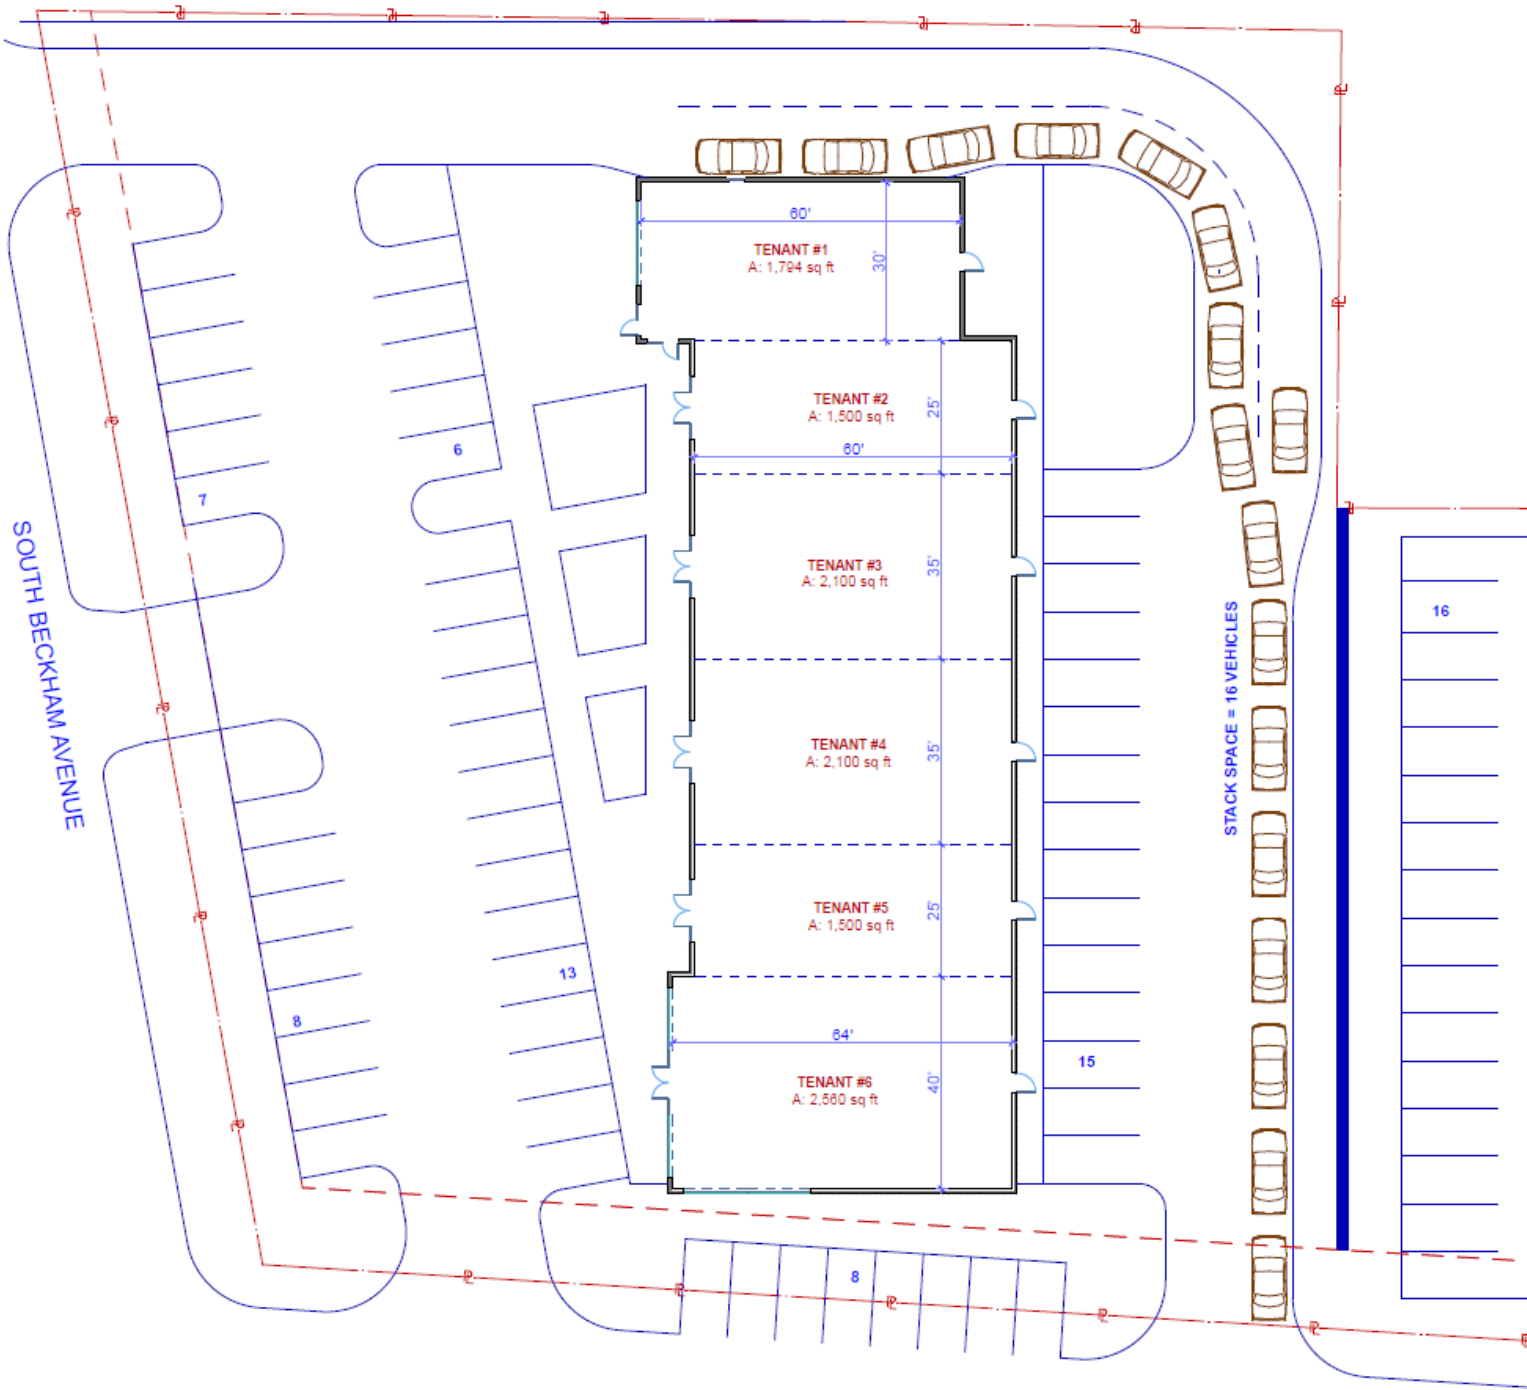 60'
TENANT #1
A: 1,794 sq ft
30'
TENANT #2
A: 1,500 sq ft
25'
60'
6
7
SOUTH BECKHAM AVENUE
TENANT #3
A: 2,100 sq ft
35'
16
STACK SPACE = 16 VEHICLES
TENANT #4
A: 2,100 sq ft
35'
TENANT #5
A: 1,500 sq ft
25'
13
8
64'
15
TENANT #6
A: 2,560 sq ft
40'
8